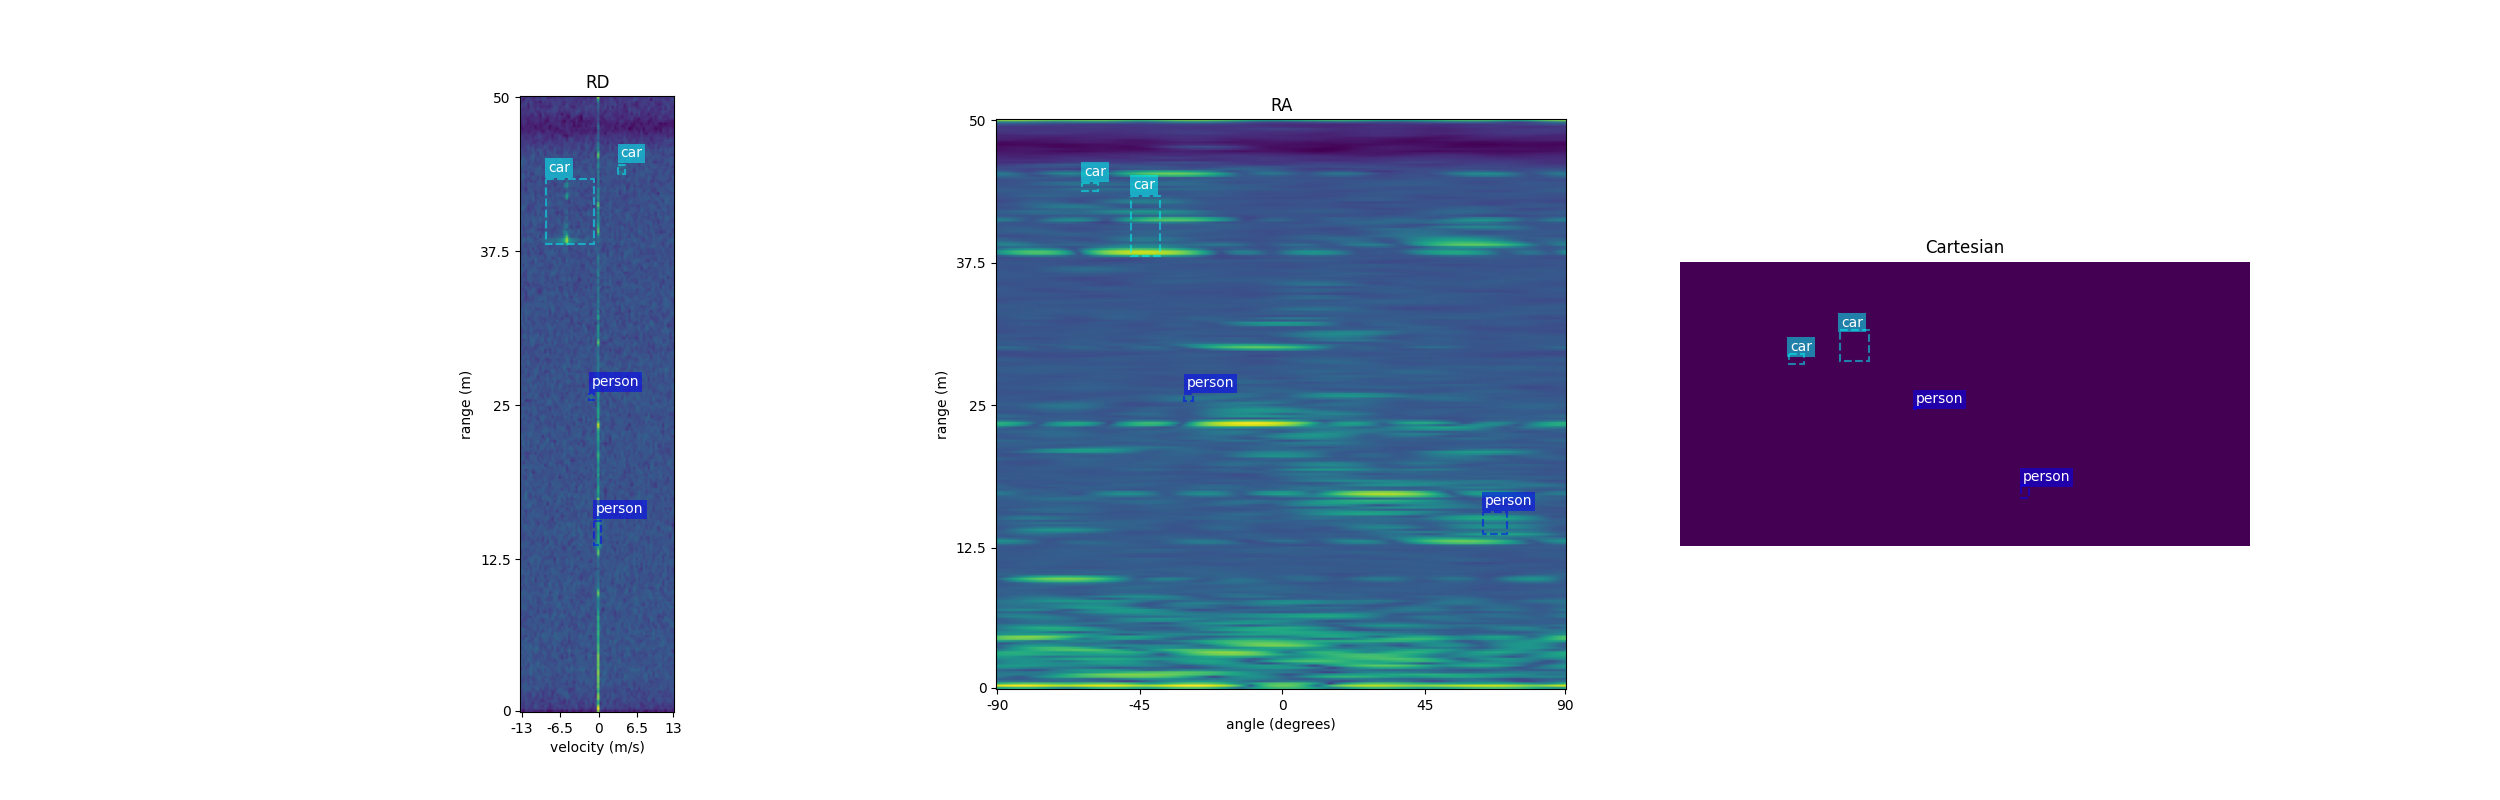 RD
50
37.5
25
12.5
0
range (m)
car
car
person
person
-13 -6.5 0 6.5 13
velocity (m/s)
RA
50
37.5
25
12.5
0
range (m)
car
car
person
person
-90 -45 0 45 90
angle (degrees)
Cartesian
car
car
person
person